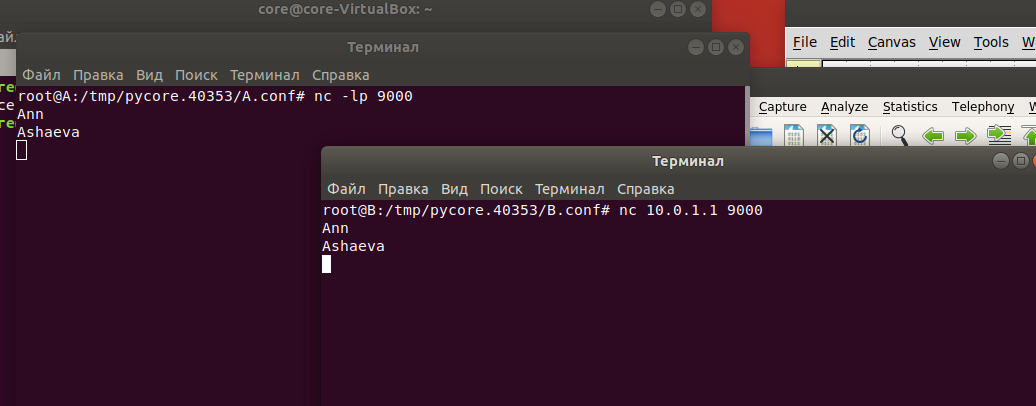 core@core-VirtualBox: ~
Терминал
Файл Правка Вид Поиск Терминал Справка
root@A:/tmp/pycore.40353/A.conf# nc -lp 9000
Ann
Ashaeva
File Edit Canvas View Tools
Capture Analyze Statistics Telephony
Терминал
Файл Правка Вид Поиск Терминал Справка
root@B:/tmp/pycore.40353/B.conf# nc 10.0.1.1 9000
Ann
Ashaeva